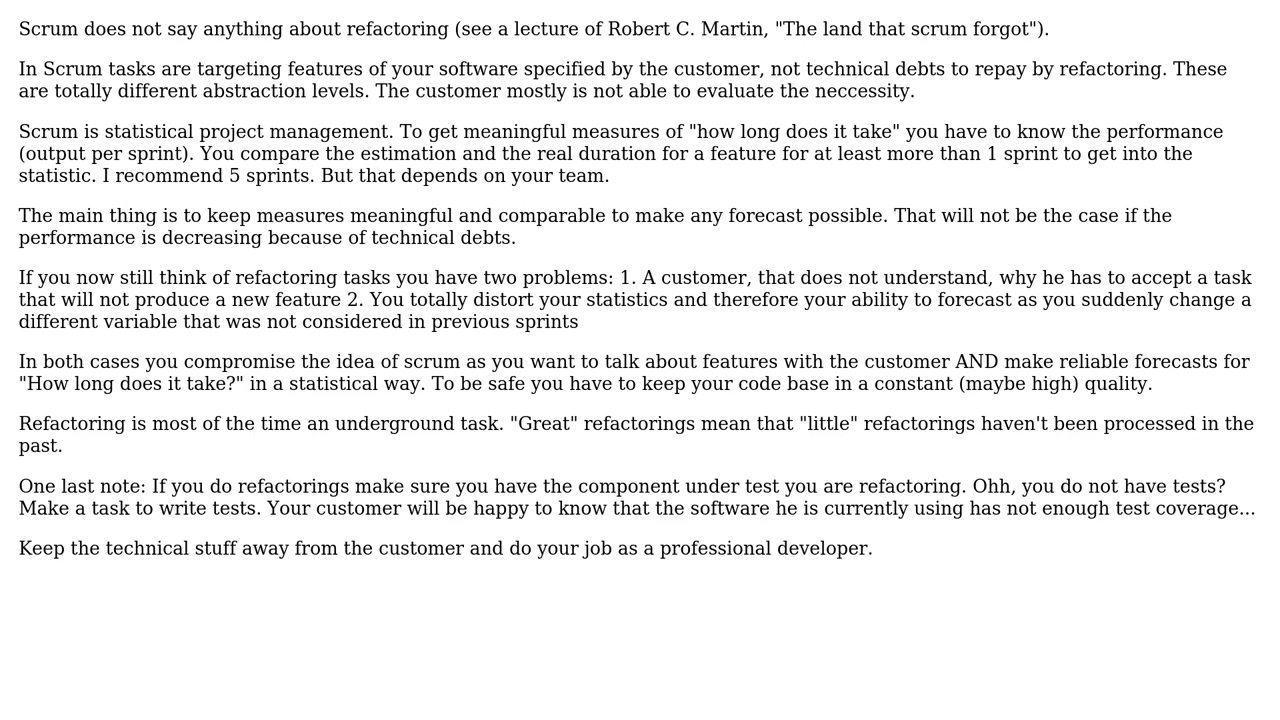 Scrum does not say anything about refactoring (see a lecture of Robert C. Martin, "The land that scrum forgot").
In Scrum tasks are targeting features of your software specified by the customer, not technical debts to repay by refactoring. These
are totally different abstraction levels. The customer mostly is not able to evaluate the neccessity.
Scrum is statistical project management. To get meaningful measures of "how long does it take" you have to know the performance
(output per sprint). You compare the estimation and the real duration for a feature for at least more than 1 sprint to get into the
statistic. I recommend 5 sprints. But that depends on your team.
The main thing is to keep measures meaningful and comparable to make any forecast possible. That will not be the case if the
performance is decreasing because of technical debts.
If you now still think of refactoring tasks you have two problems: 1. A customer, that does not understand, why he has to accept a task
that will not produce a new feature 2. You totally distort your statistics and therefore your ability to forecast as you suddenly change a
different variable that was not considered in previous sprints
In both cases you compromise the idea of scrum as you want to talk about features with the customer AND make reliable forecasts for
"How long does it take?" in a statistical way. To be safe you have to keep your code base in a constant (maybe high) quality.
Refactoring is most of the time an underground task. "Great" refactorings mean that "little" refactorings haven't been processed in the
past.
One last note: If you do refactorings make sure you have the component under test you are refactoring. Ohh, you do not have tests?
Make a task to write tests. Your customer will be happy to know that the software he is currently using has not enough test coverage...
Keep the technical stuff away from the customer and do your job as a professional developer.